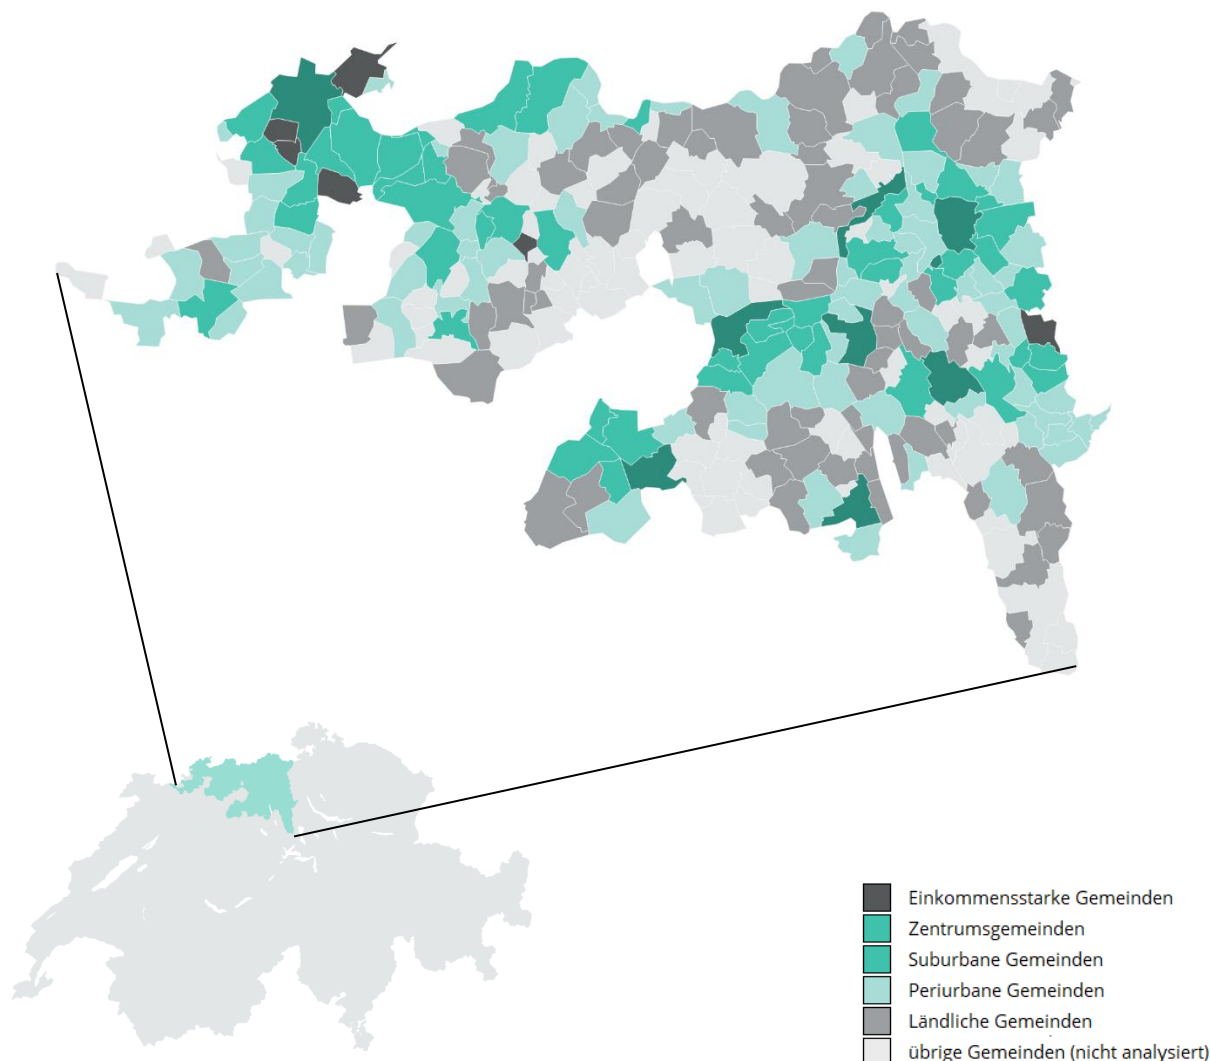 Einkommensstarke Gemeinden
Zentrumsgemeinden
Suburbane Gemeinden
Periurbane Gemeinden
Ländliche Gemeinden
übrige Gemeinden (nicht analysiert)